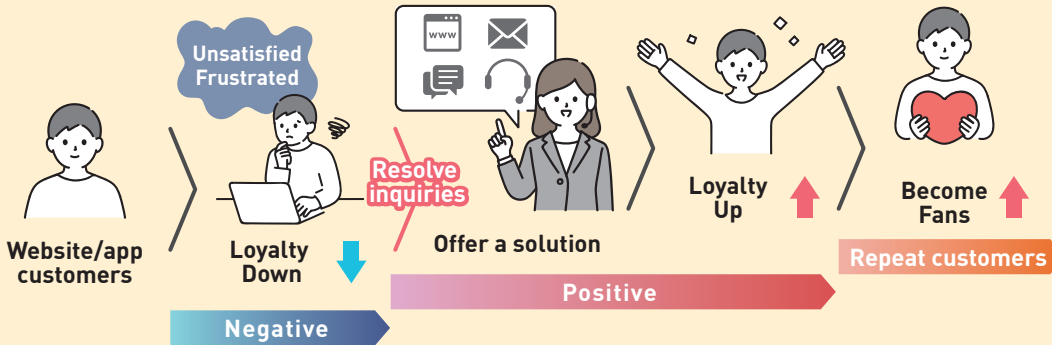 Website/app
customers
Unsatisfied
Frustrated
Loyalty
Down
Resolve
inquiries
www
Offer a solution
Loyalty
Up
Become
Fans
Negative
Positive
Repeat customers